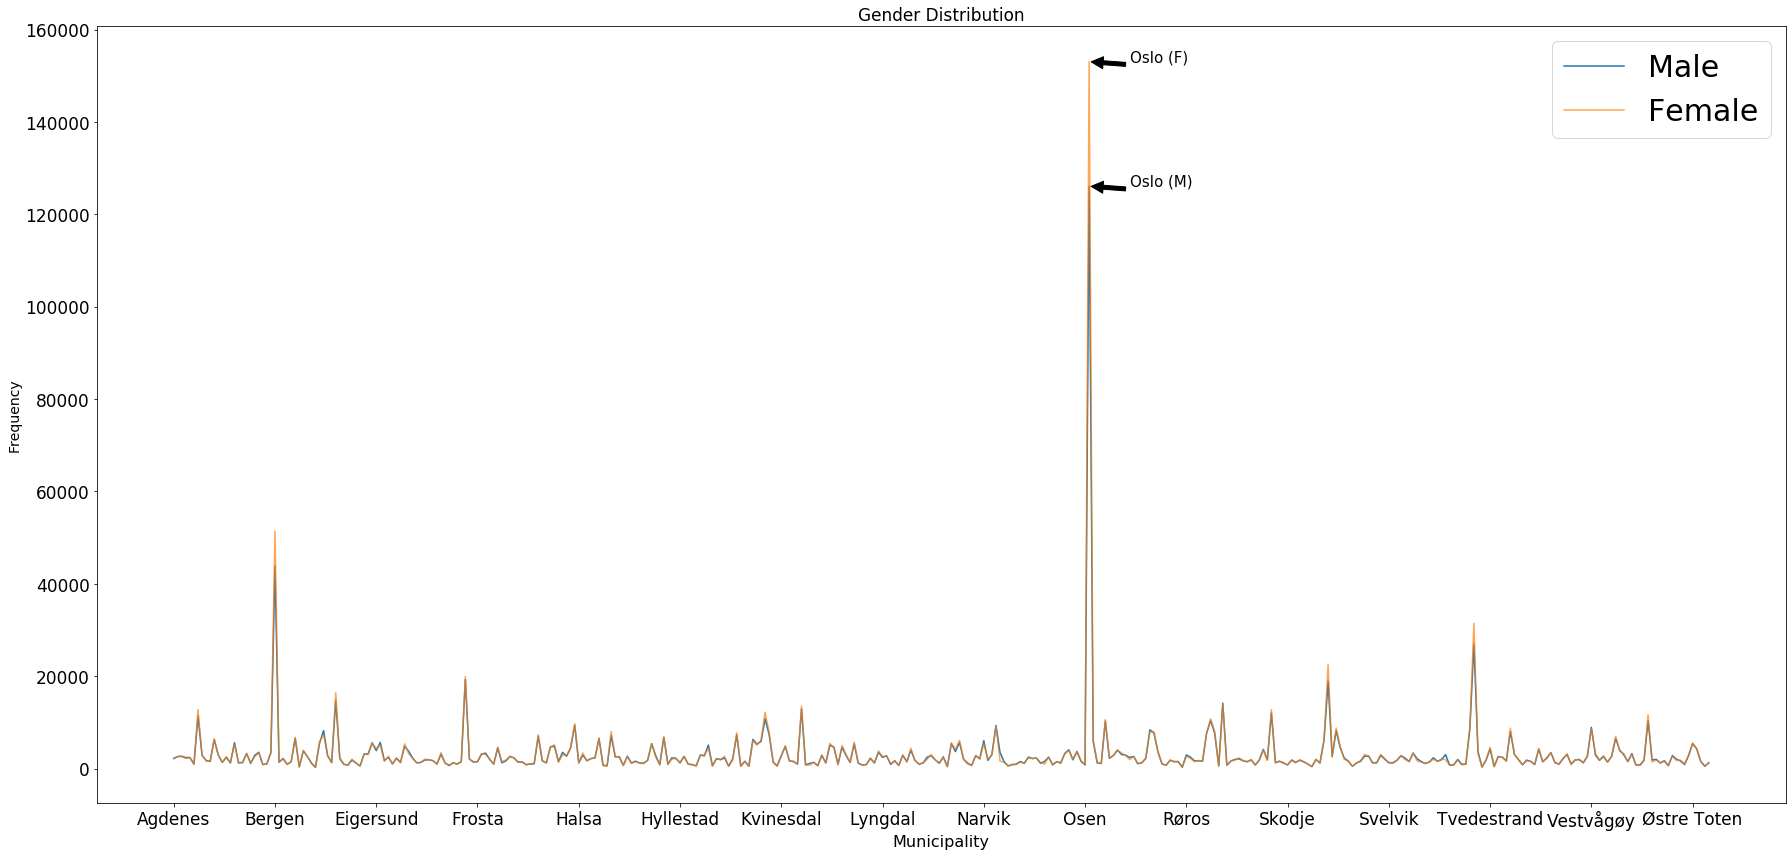 Gender Distribution
160000
140000
120000
100000
80000
60000
40000
20000
0
Frequency
Oslo (F)
Oslo (M)
Male
Female
Agdenes Bergen Eigersund Frosta Halsa Hyllestad Kvinesdal Lyngdal Narvik Osen Røros Skodje Svelvik Tvedestrand Vestvågøy Østre Toten
Municipality